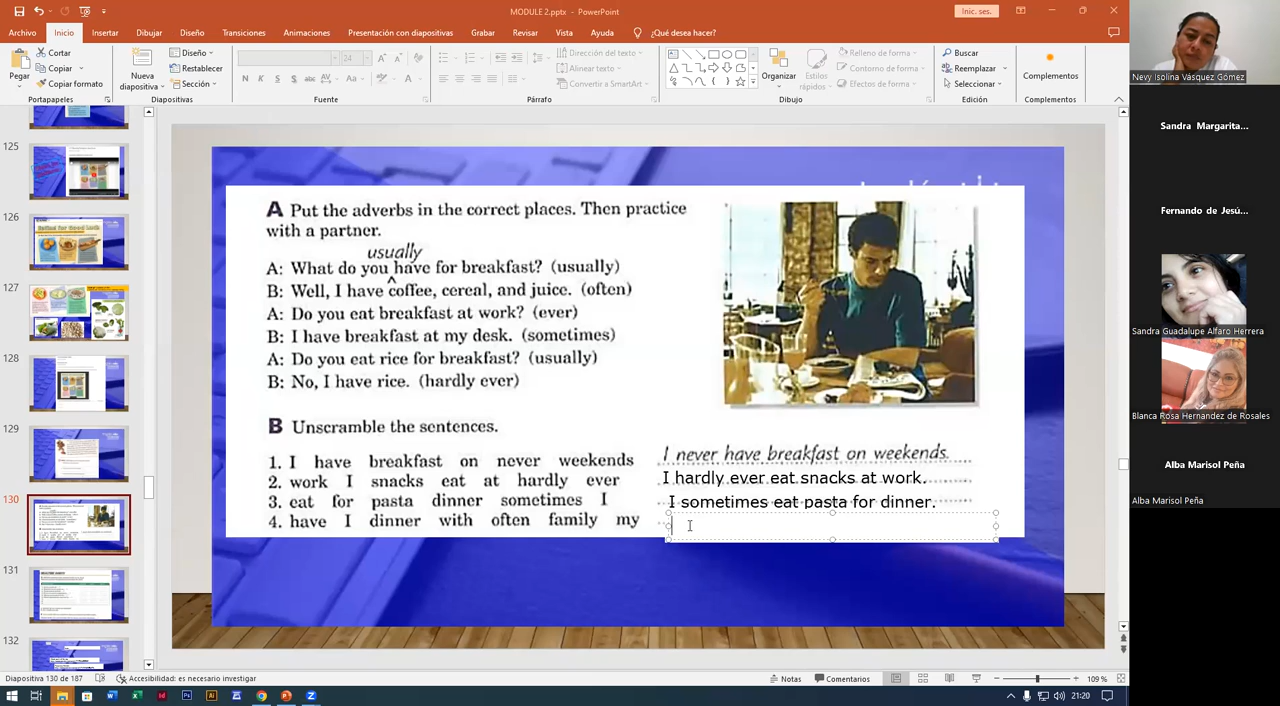 MODULE 2.pptx - PowerPoint
Inic. ses.
Archivo Inicio Insertar Dibujar Diseño Transiciones Animaciones Presentación con diapositivas Grabar Revisar Vista Ayuda ¿Qué desea hacer?
Pegar
Cortar
Copiar
Copiar formato
Nueva diapositiva
Diseño
Restablecer
Sección
N K S S abc AV Aa A
Dirección del texto
Alinear texto
Convertir a SmartArt
Organizar
Estilos rápidos
Relleno de forma
Contorno de forma
Efectos de forma
Buscar
Reemplazar
Seleccionar
Complementos
Portapapeles Diapositivas Fuente Párrafo Dibujo Edición Complementos
125
126
127
128
129
130
131
132
A Put the adverbs in the correct places. Then practice
with a partner.
usually
A: What do you have for breakfast? (usually)
B: Well, I have coffee, cereal, and juice. (often)
A: Do you eat breakfast at work? (ever)
B: I have breakfast at my desk. (sometimes)
A: Do you eat rice for breakfast? (usually)
B: No, I have rice. (hardly ever)
B Unscramble the sentences.
1. I have breakfast on never weekends
2. work I snacks eat at hardly ever
3. eat for pasta dinner sometimes I
4. have I dinner with often family my
I never have breakfast on weekends.
I hardly ever eat snacks at work.
I sometimes eat pasta for dinner.
Nevy Isolina Vásquez Gómez
Sandra Margarita...
Fernando de Jesú...
Sandra Guadalupe Alfaro Herrera
Blanca Rosa Hernandez de Rosales
Alba Marisol Peña
Alba Marisol Peña
Diapositiva 130 de 187 Accesibilidad: es necesario investigar Notas Comentarios 109 %
21:20